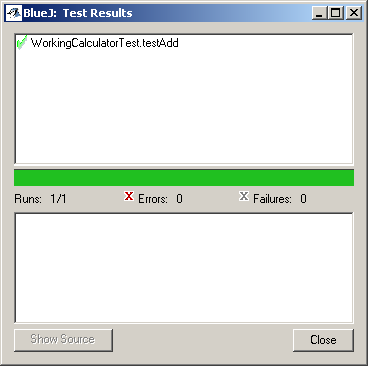 BlueJ: Test Results
WorkingCalculatorTest.testAdd
Runs: 1/1 X Errors: 0 X Failures: 0
Show Source Close